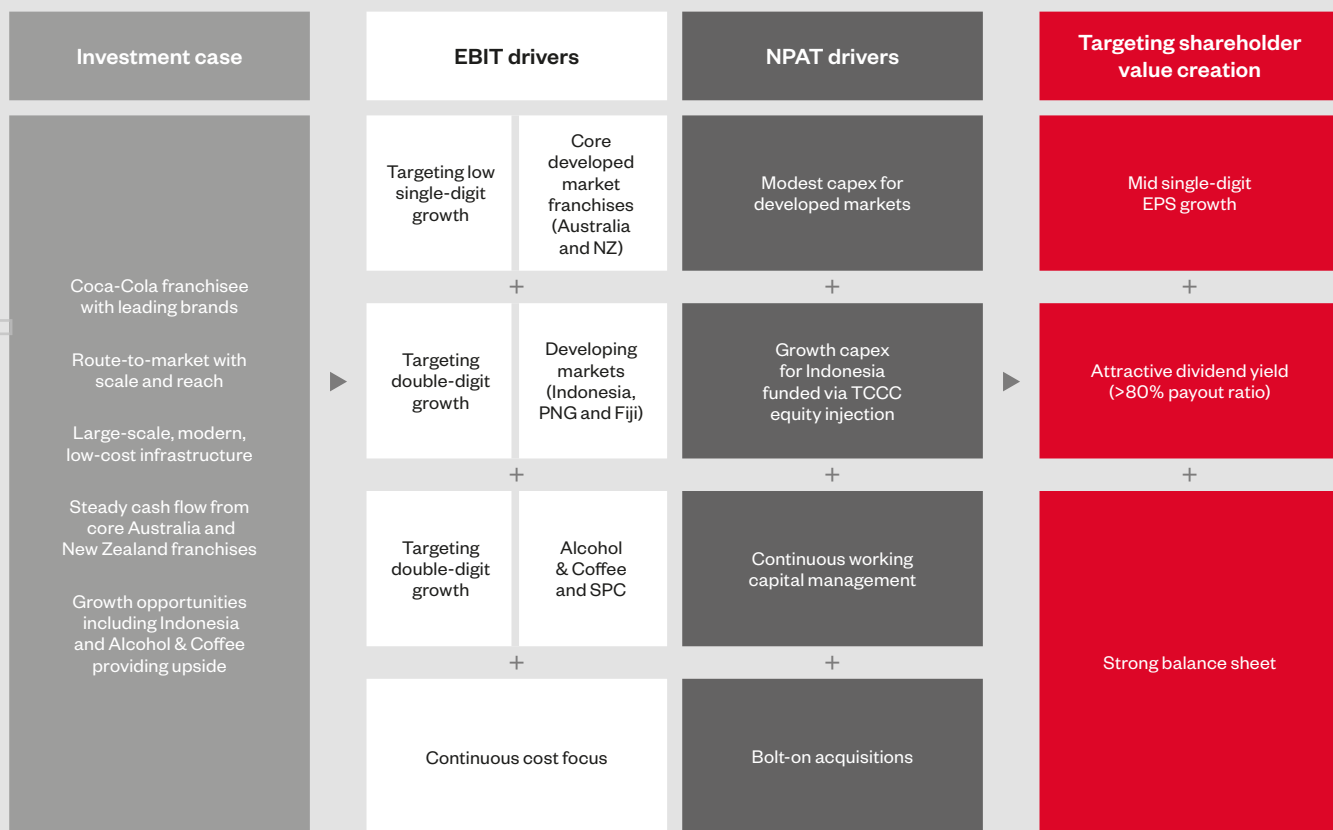 Investment case
Coca-Cola franchisee
with leading brands
Route-to-market with
scale and reach
Large-scale, modern,
low-cost infrastructure
Steady cash flow from
core Australia and
New Zealand franchises
Growth opportunities
including Indonesia
and Alcohol & Coffee
providing upside
EBIT drivers
Targeting low
single-digit
growth
Core
developed
market
franchises
(Australia
and NZ)
+
Targeting
double-digit
growth
Developing
markets
(Indonesia,
PNG and Fiji)
+
Targeting
double-digit
growth
Alcohol
& Coffee
and SPC
+
Continuous cost focus
NPAT drivers
Modest capex for
developed markets
+
Growth capex
for Indonesia
funded via TCCC
equity injection
+
Continuous working
capital management
+
Bolt-on acquisitions
Targeting shareholder
value creation
Mid single-digit
EPS growth
+
Attractive dividend yield
(>80% payout ratio)
+
Strong balance sheet